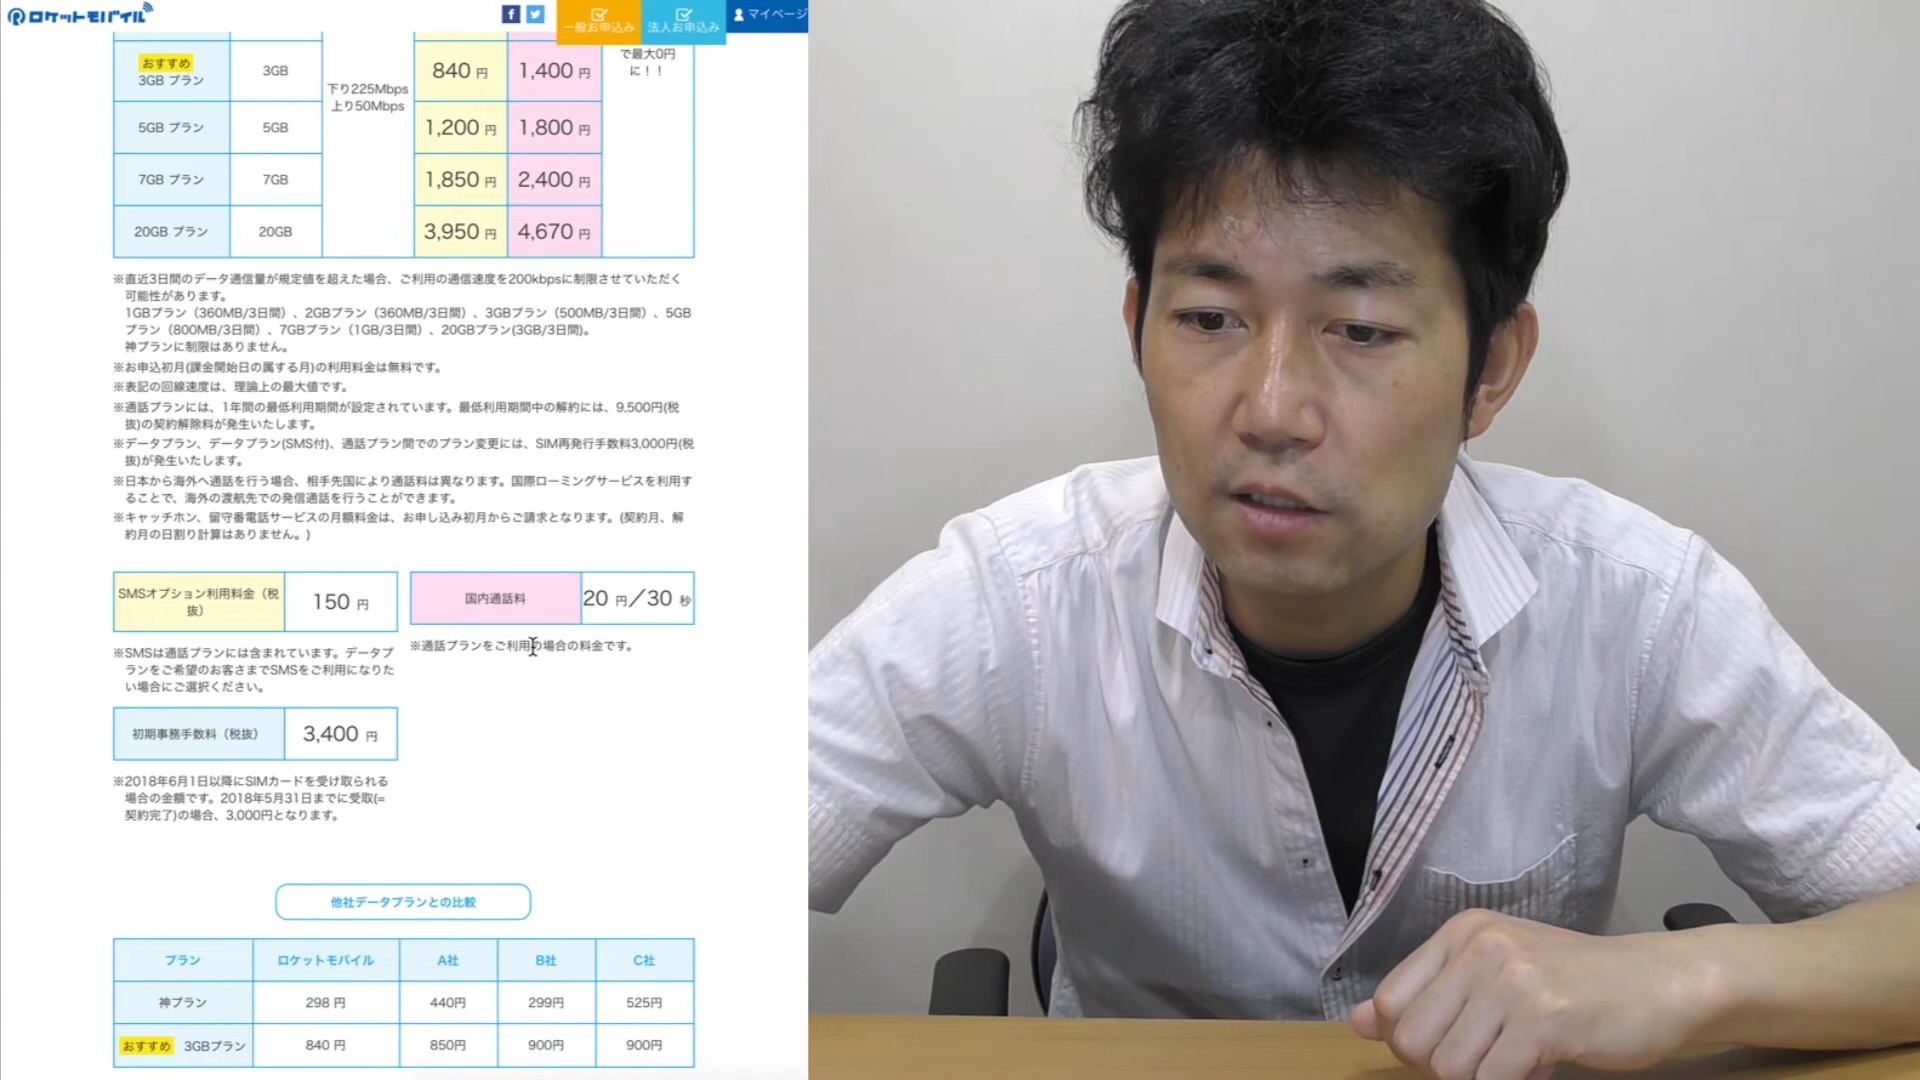 ロケットモバイル
一般お申込み
法人お申込み
マイページ
おすすめ
3GB プラン
3GB
840 円
1,400 円
で最大0円
に！！
下り225Mbps
上り50Mbps
5GB プラン
5GB
1,200 円
1,800 円
7GB プラン
7GB
1,850 円
2,400 円
20GB プラン
20GB
3,950 円
4,670 円
※直近3日間のデータ通信量が規定値を超えた場合、ご利用の通信速度を200kbpsに制限させていただく
可能性があります。
1GBプラン（360MB/3日間）、2GBプラン（360MB/3日間）、3GBプラン（500MB/3日間）、5GB
プラン（800MB/3日間）、7GBプラン（1GB/3日間）、20GBプラン(3GB/3日間)。
神プランに制限はありません。
※お申込初月(課金開始日の属する月)の利用料金は無料です。
※表記の回線速度は、理論上の最大値です。
※通話プランには、1年間の最低利用期間が設定されています。最低利用期間中の解約には、9,500円(税
抜)の契約解除料が発生いたします。
※データプラン、データプラン(SMS付)、通話プラン間でのプラン変更には、SIM再発行手数料3,000円(税
抜)が発生いたします。
※日本から海外へ通話を行う場合、相手先国により通話料は異なります。国際ローミングサービスを利用す
ることで、海外の渡航先での発信通話を行うことができます。
※キャッチホン、留守番電話サービスの月額料金は、お申し込み初月からご請求となります。(契約月、解
約月の日割り計算はありません。)
SMSオプション利用料金（税
抜）
150 円
国内通話料
20 円／30 秒
※SMSは通話プランには含まれています。データプ
ランをご希望のお客さまでSMSをご利用になりた
い場合にご選択ください。
※通話プランをご利用の場合の料金です。
初期事務手数料（税抜）
3,400 円
※2018年6月1日以降にSIMカードを受け取られる
場合の金額です。2018年5月31日までに受取(=
契約完了)の場合、3,000円となります。
他社データプランとの比較
プラン
ロケットモバイル
A社
B社
C社
神プラン
298 円
440円
299円
525円
おすすめ 3GBプラン
840 円
850円
900円
900円